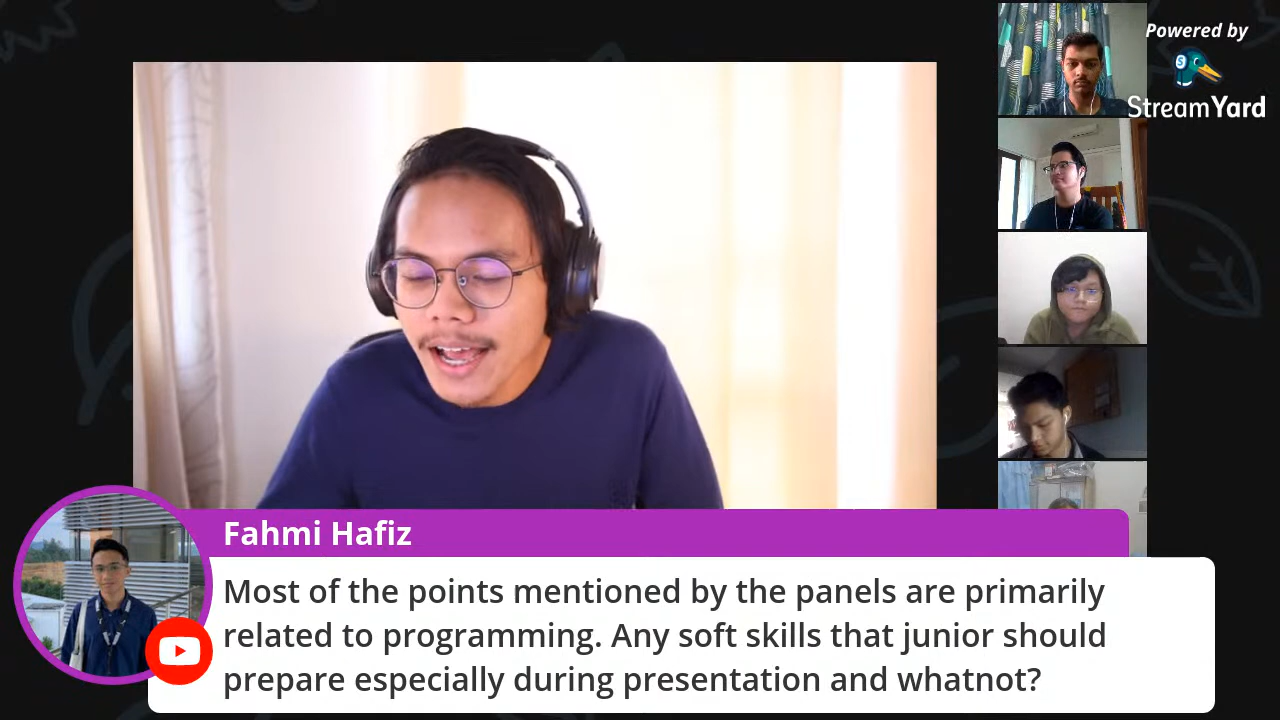 Powered by
StreamYard
Fahmi Hafiz
Most of the points mentioned by the panels are primarily
related to programming. Any soft skills that junior should
prepare especially during presentation and whatnot?